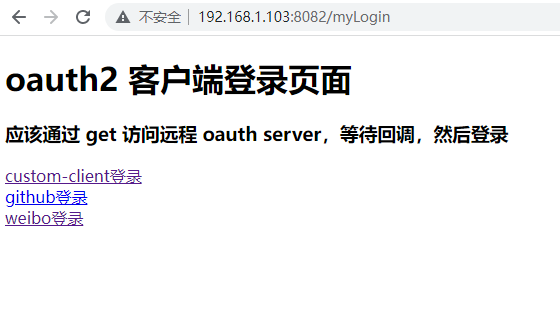 不安全 192.168.1.103:8082/myLogin
oauth2 客户端登录页面
应该通过 get 访问远程 oauth server，等待回调，然后登录
custom-client登录
github登录
weibo登录